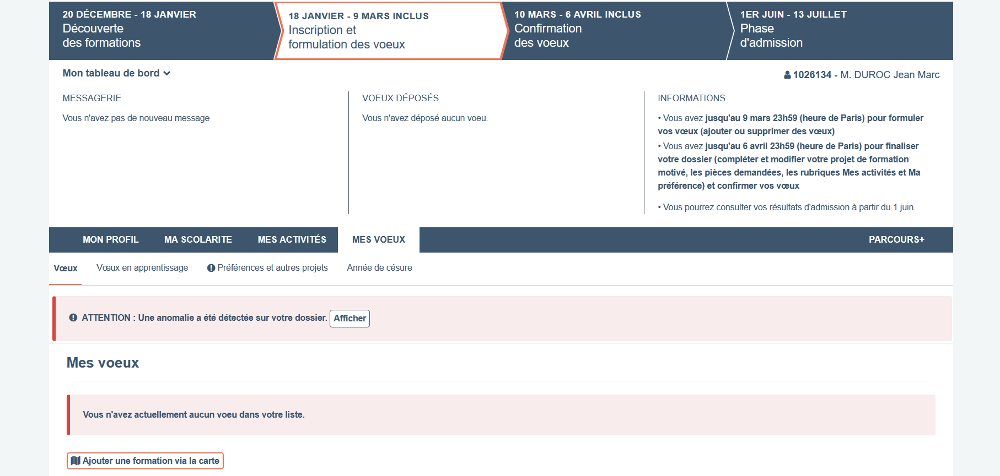 20 DÉCEMBRE - 18 JANVIER
Découverte
des formations
18 JANVIER - 9 MARS INCLUS
Inscription et
formulation des voeux
10 MARS - 6 AVRIL INCLUS
Confirmation
des voeux
1ER JUIN - 13 JUILLET
Phase
d'admission
Mon tableau de bord
1026134 - M. DUROC Jean Marc
MESSAGERIE
Vous n'avez pas de nouveau message
VOEUX DÉPOSÉS
Vous n'avez déposé aucun voeu.
INFORMATIONS
• Vous avez jusqu'au 9 mars 23h59 (heure de Paris) pour formuler
vos vœux (ajouter ou supprimer des vœux)
• Vous avez jusqu'au 6 avril 23h59 (heure de Paris) pour finaliser
votre dossier (compléter et modifier votre projet de formation
motivé, les pièces demandées, les rubriques Mes activités et Ma
préférence) et confirmer vos vœux
• Vous pourrez consulter vos résultats d'admission à partir du 1 juin.
MON PROFIL
MA SCOLARITE
MES ACTIVITÉS
MES VOEUX
PARCOURS+
Vœux
Vœux en apprentissage
Préférences et autres projets
Année de césure
ATTENTION : Une anomalie a été détectée sur votre dossier. Afficher
Mes voeux
Vous n'avez actuellement aucun voeu dans votre liste.
Ajouter une formation via la carte